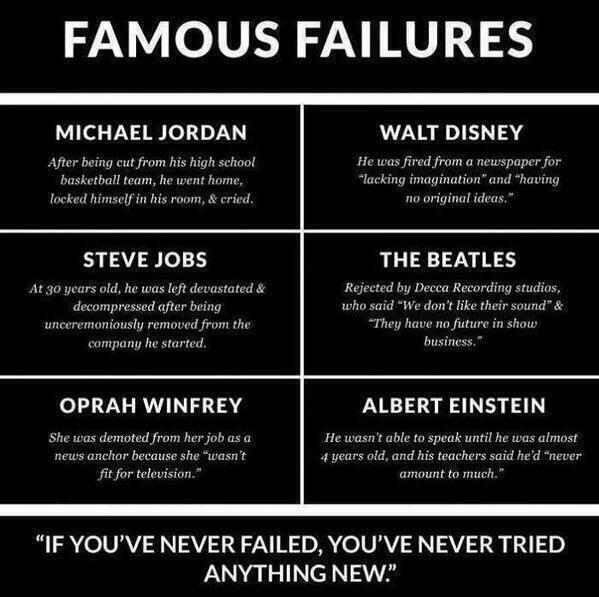 FAMOUS FAILURES
MICHAEL JORDAN
After being cut from his high school
basketball team, he went home,
locked himself in his room, & cried.
WALT DISNEY
He was fired from a newspaper for
"lacking imagination" and "having
no original ideas."
STEVE JOBS
At 30 years old, he was left devastated &
decompressed after being
unceremoniously removed from the
company he started.
THE BEATLES
Rejected by Decca Recording studios,
who said "We don't like their sound" &
"They have no future in show
business."
OPRAH WINFREY
She was demoted from her job as a
news anchor because she "wasn't
fit for television."
ALBERT EINSTEIN
He wasn't able to speak until he was almost
4 years old, and his teachers said he'd "never
amount to much."
"IF YOU'VE NEVER FAILED, YOU'VE NEVER TRIED
ANYTHING NEW."